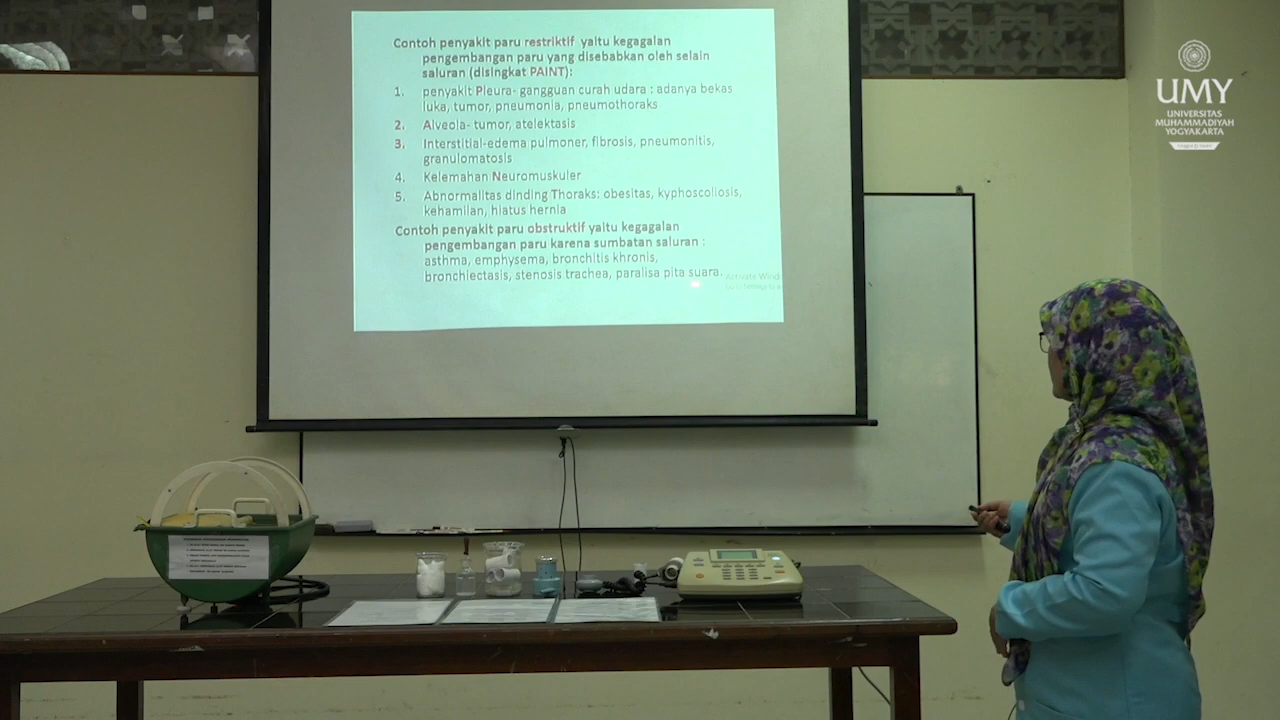 Contoh penyakit paru restriktif yaitu kegagalan
pengembangan paru yang disebabkan oleh selain
saluran (disingkat PAINT):
1. penyakit Pleura- gangguan curah udara : adanya bekas
luka, tumor, pneumonia, pneumothoraks
2. Alveola- tumor, atelektasis
3. Interstitial-edema pulmoner, fibrosis, pneumonitis,
granulomatosis
4. Kelemahan Neuromuskuler
5. Abnormalitas dinding Thoraks: obesitas, kyphoscoliosis,
kehamilan, hiatus hernia
Contoh penyakit paru obstruktif yaitu kegagalan
pengembangan paru karena sumbatan saluran :
asthma, emphysema, bronchitis khronis,
bronchiectasis, stenosis trachea, paralisa pita suara.
Activate Wind
UMY
UNIVERSITAS
MUHAMMADIYAH
YOGYAKARTA